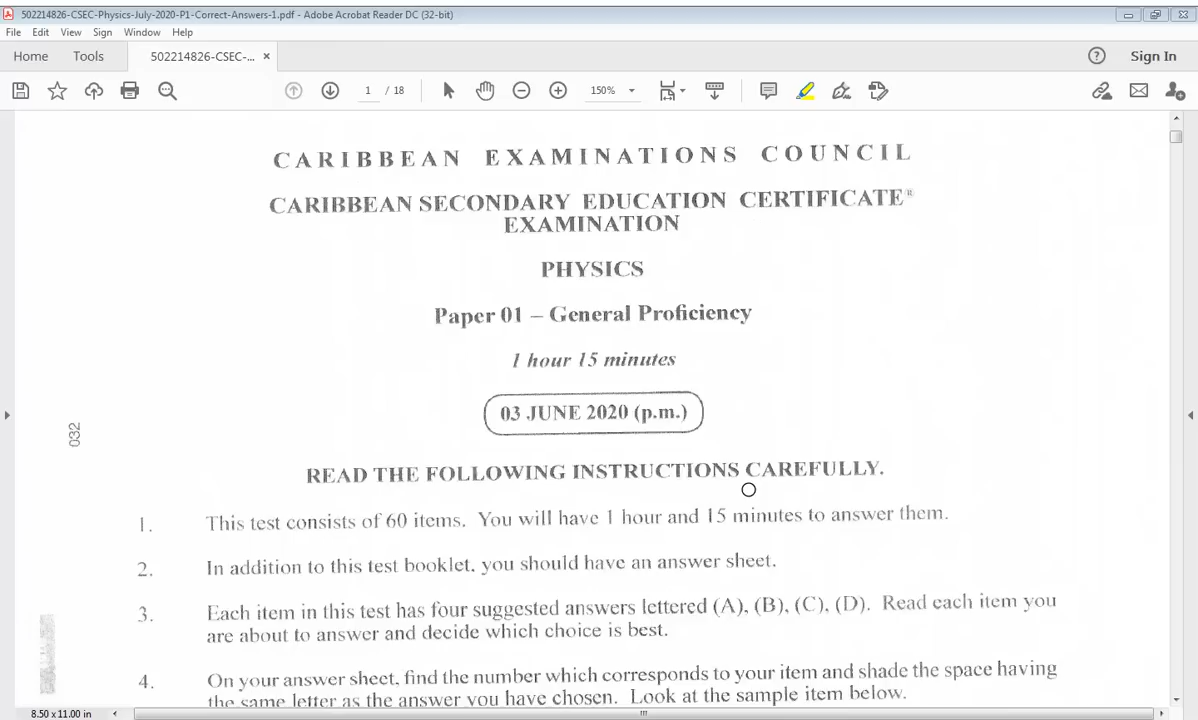 502214826-CSEC-Physics-July-2020-P1-Correct-Answers-1.pdf - Adobe Acrobat Reader DC (32-bit)
File Edit View Sign Window Help
Home Tools 502214826-CSEC-... × Sign In
1 / 18 150%
CARIBBEAN EXAMINATIONS COUNCIL
CARIBBEAN SECONDARY EDUCATION CERTIFICATE®
EXAMINATION
PHYSICS
Paper 01 – General Proficiency
1 hour 15 minutes
03 JUNE 2020 (p.m.)
032
READ THE FOLLOWING INSTRUCTIONS CAREFULLY.
1. This test consists of 60 items. You will have 1 hour and 15 minutes to answer them.
2. In addition to this test booklet, you should have an answer sheet.
3. Each item in this test has four suggested answers lettered (A), (B), (C), (D). Read each item you
are about to answer and decide which choice is best.
4. On your answer sheet, find the number which corresponds to your item and shade the space having
the same letter as the answer you have chosen. Look at the sample item below.
8.50 x 11.00 in